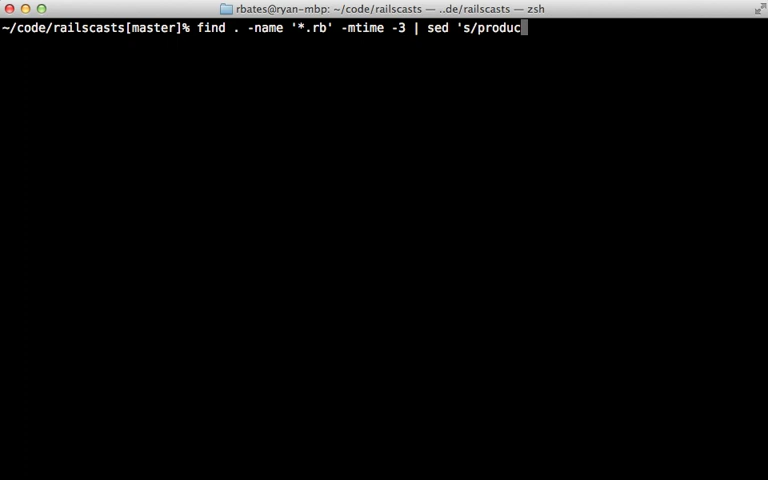 rbates@ryan-mbp: ~/code/railscasts — ..de/railscasts — zsh
~/code/railscasts[master]% find . -name '*.rb' -mtime -3 | sed 's/produc